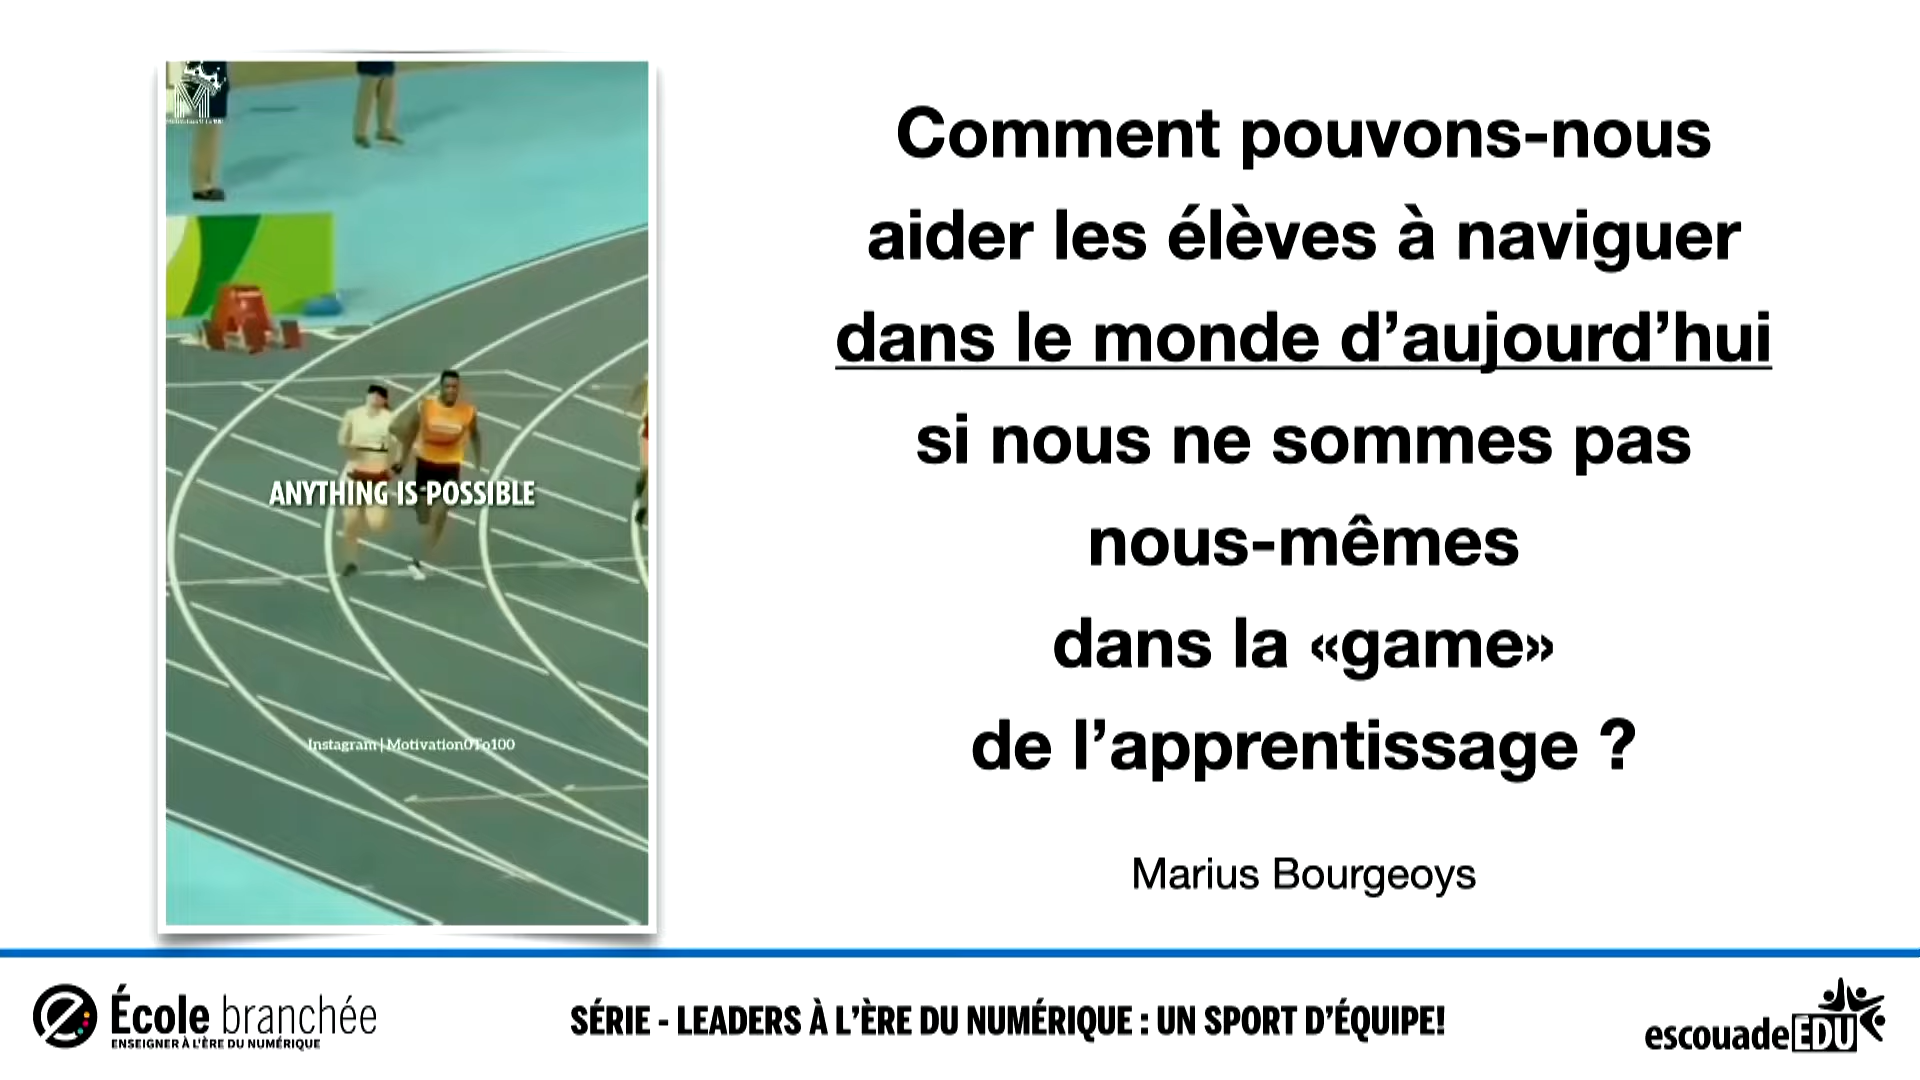 M
ANYTHING IS POSSIBLE
Instagram | Motivation0To100
Comment pouvons-nous
aider les élèves à naviguer
dans le monde d’aujourd’hui
si nous ne sommes pas
nous-mêmes
dans la «game»
de l’apprentissage ?
Marius Bourgeoys
École branchée
ENSEIGNER À L'ÈRE DU NUMÉRIQUE
SÉRIE - LEADERS À L’ÈRE DU NUMÉRIQUE : UN SPORT D’ÉQUIPE!
escouadeEDU